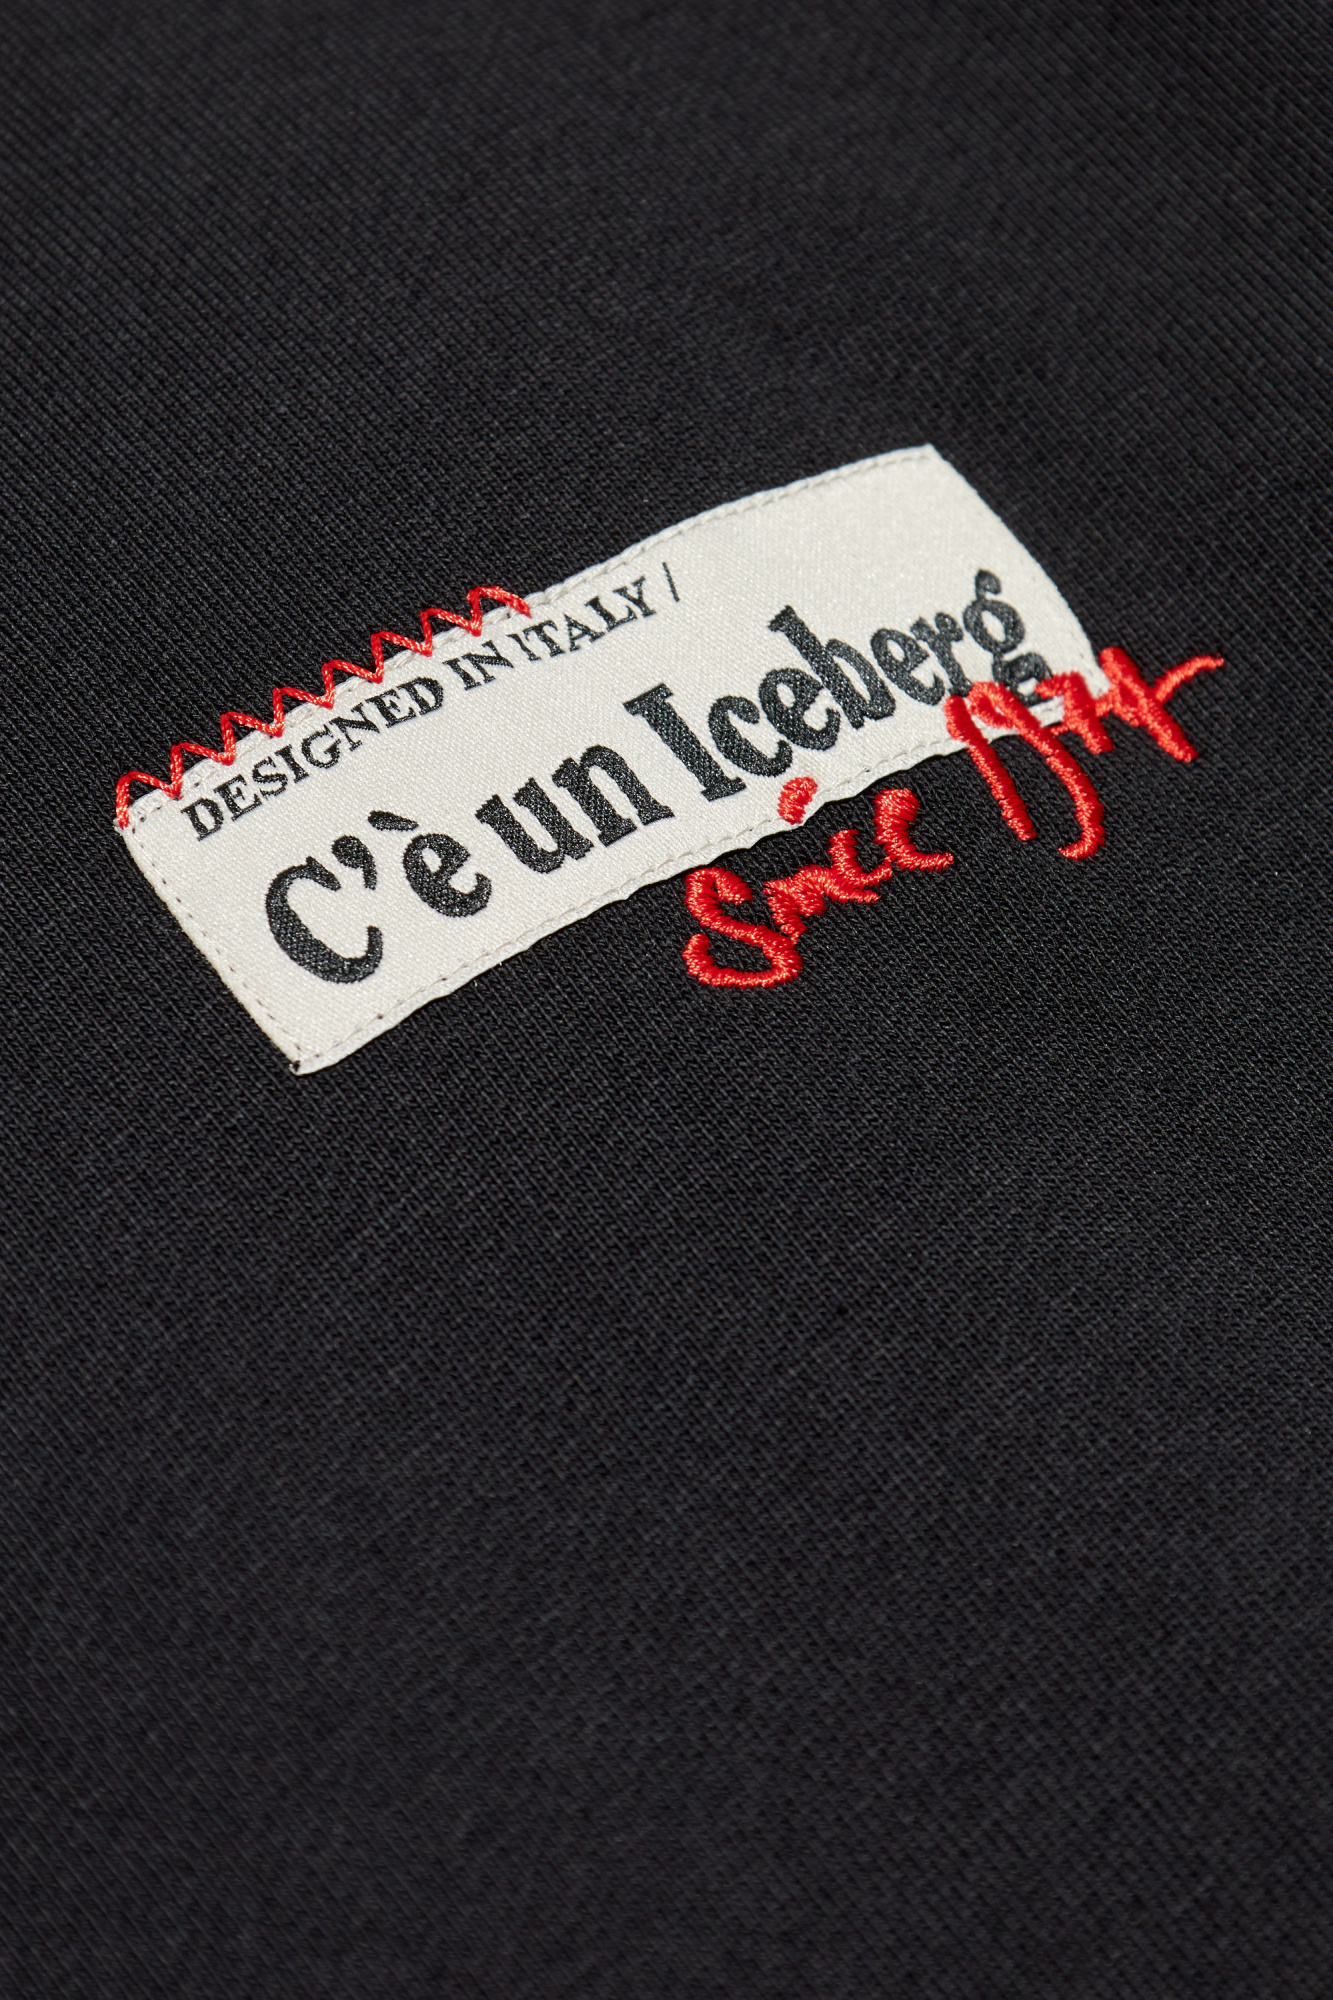 DESIGNED IN ITALY /
C'è un Iceberg
Since 1974